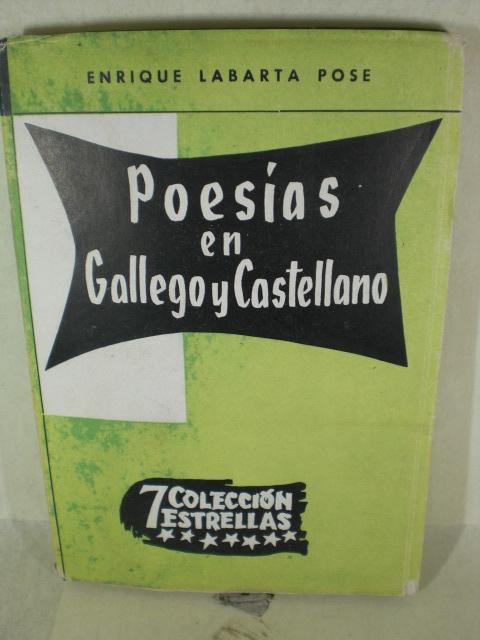 ENRIQUE LABARTA POSE
Poesías
en
Gallego y Castellano
7 COLECCIÓN
ESTRELLAS